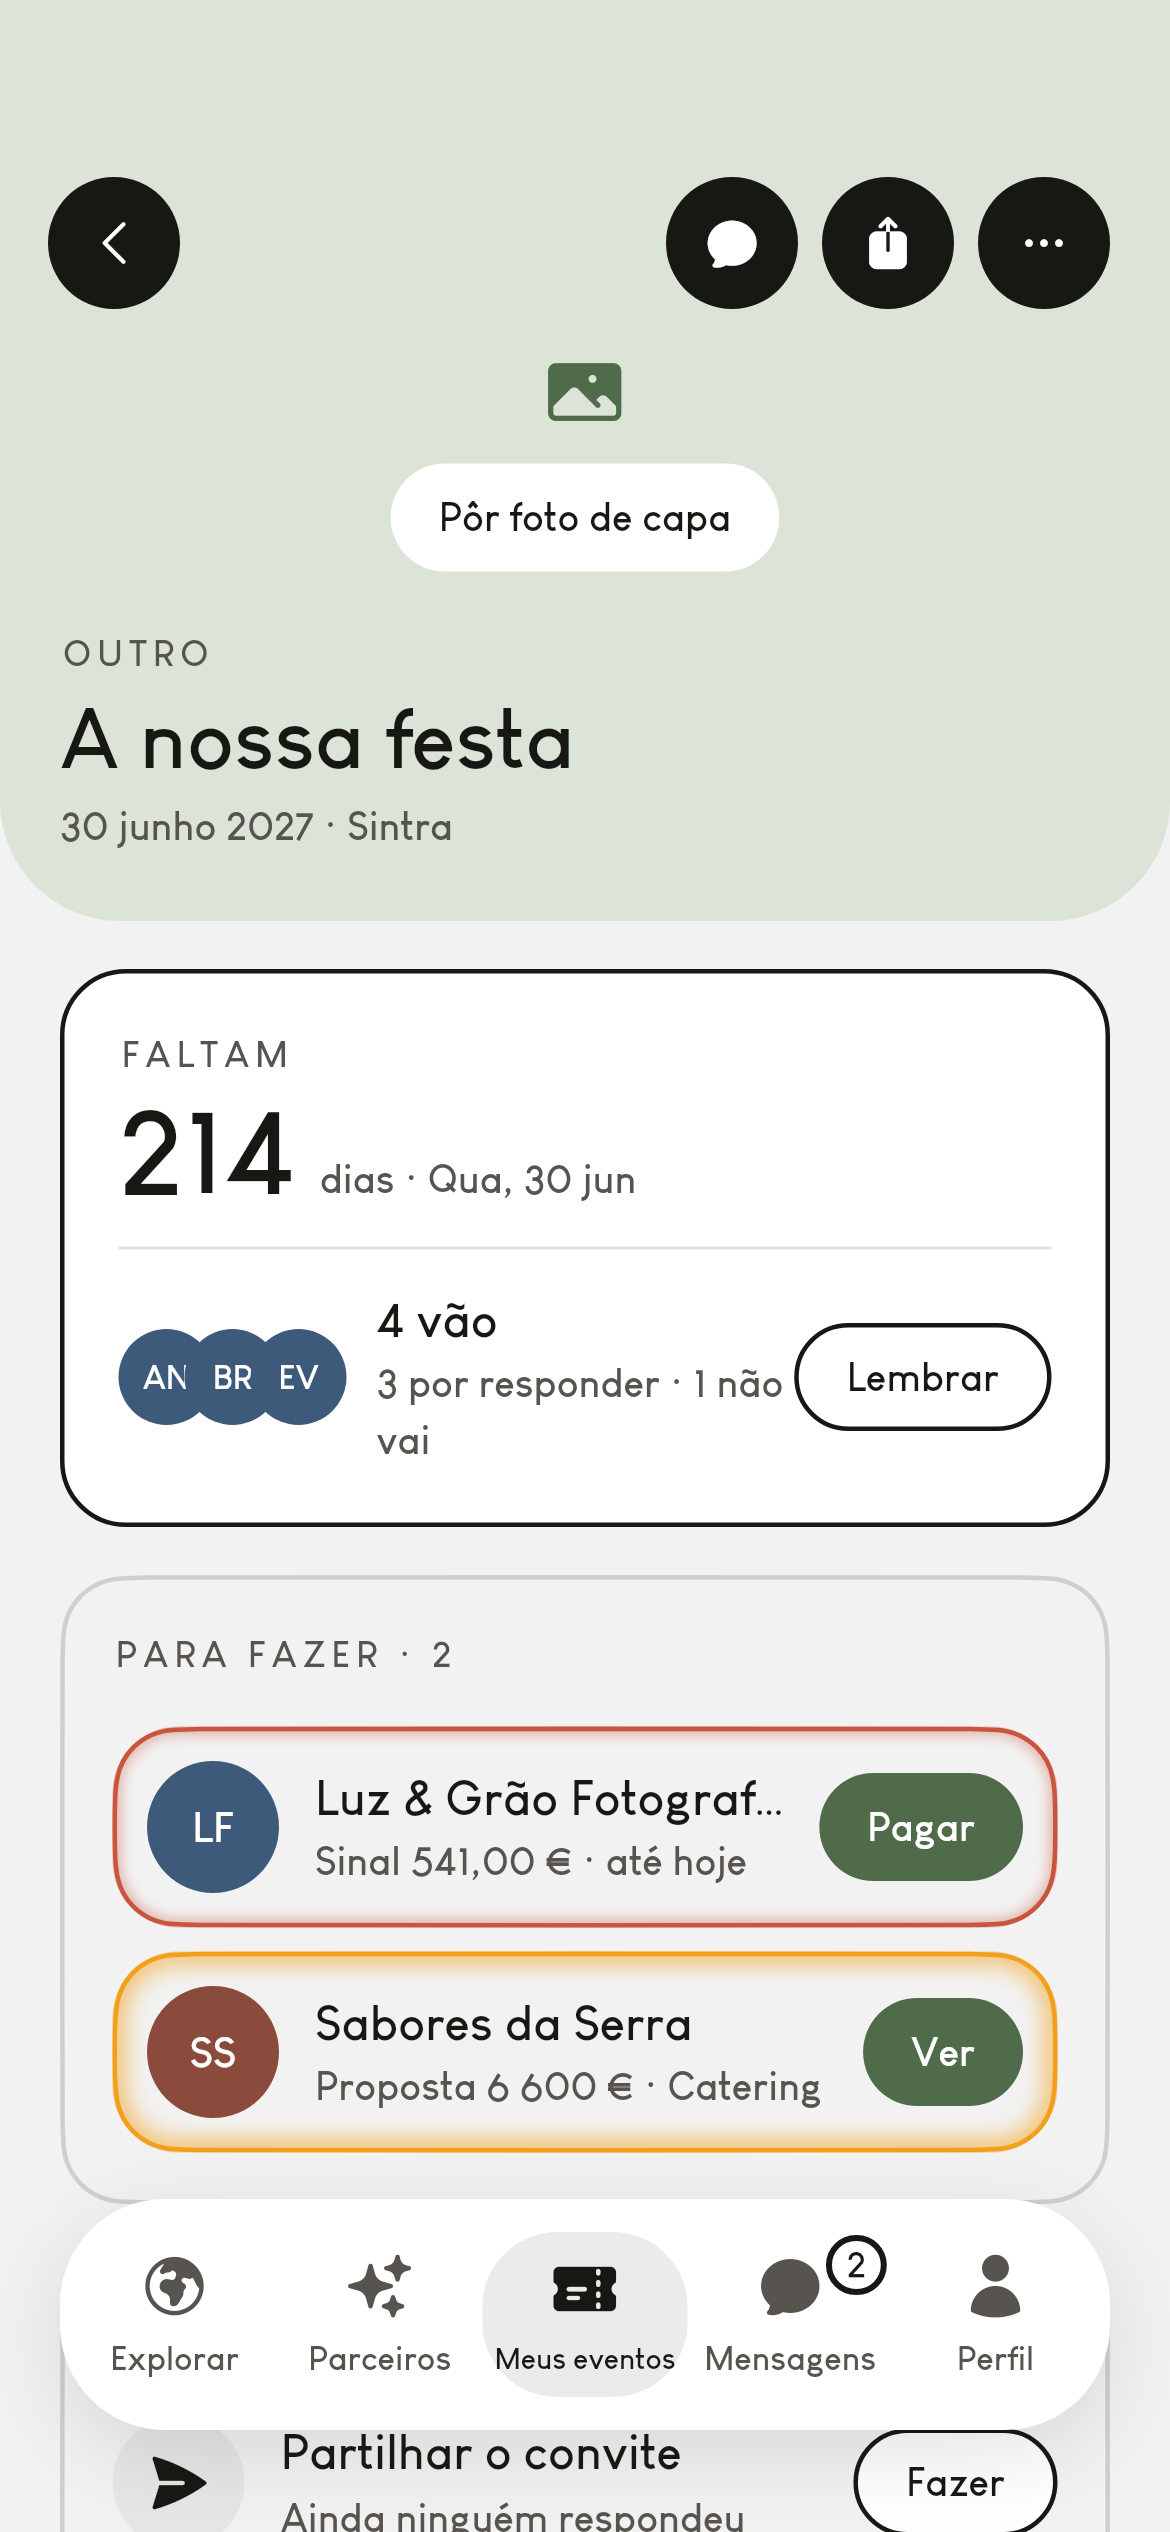 Pôr foto de capa
OUTRO
A nossa festa
30 junho 2027 · Sintra
FALTAM
214 dias · Qua, 30 jun
AN BR EV
4 vão
3 por responder · 1 não
vai
Lembrar
PARA FAZER · 2
LF
Luz & Grão Fotograf...
Sinal 541,00 € · até hoje
Pagar
SS
Sabores da Serra
Proposta 6 600 € · Catering
Ver
2
Explorar
Parceiros
Meus eventos
Mensagens
Perfil
Partilhar o convite
Ainda ninguém respondeu
Fazer